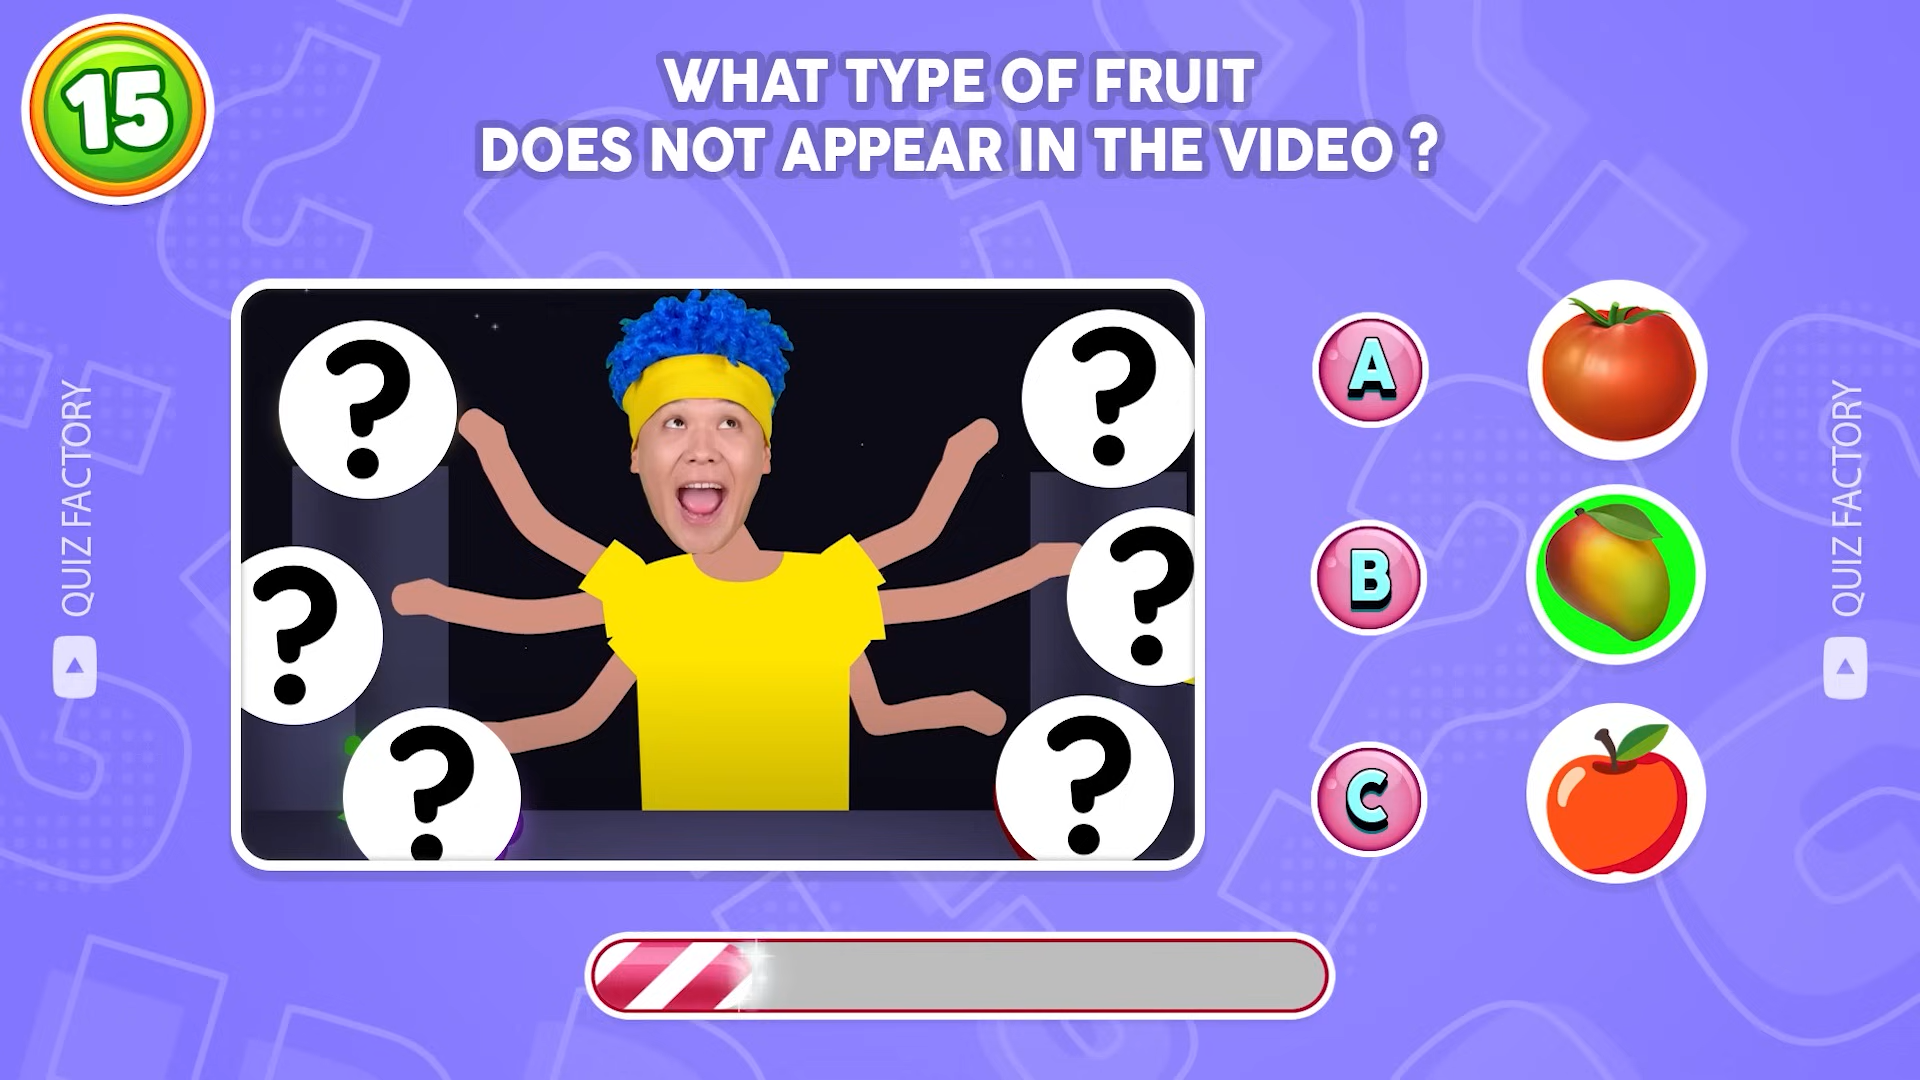 15
WHAT TYPE OF FRUIT
DOES NOT APPEAR IN THE VIDEO ?
QUIZ FACTORY
?
?
?
?
?
?
A
B
C
QUIZ FACTORY